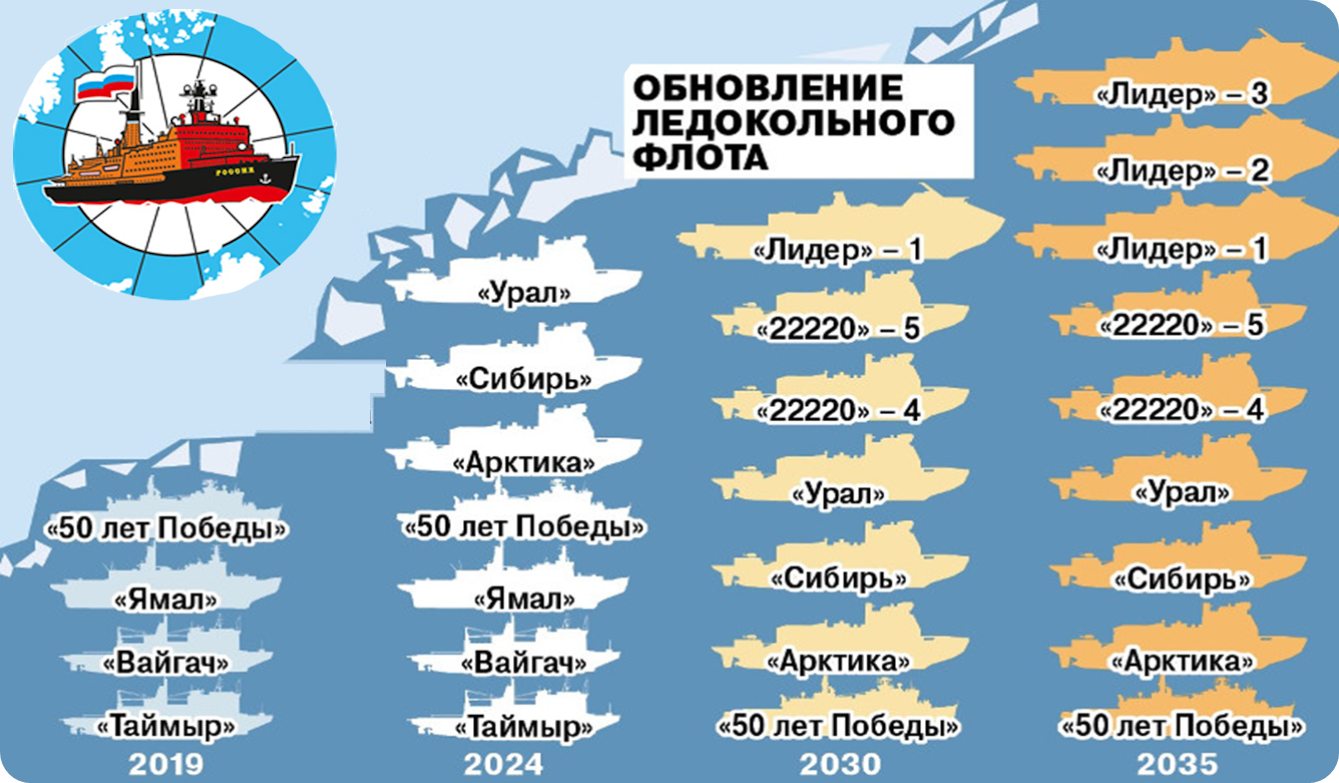 РОССИЯ
ОБНОВЛЕНИЕ
ЛЕДОКОЛЬНОГО
ФЛОТА
«50 лет Победы»
«Ямал»
«Вайгач»
«Таймыр»
2019
«Урал»
«Сибирь»
«Арктика»
«50 лет Победы»
«Ямал»
«Вайгач»
«Таймыр»
2024
«Лидер» – 1
«22220» – 5
«22220» – 4
«Урал»
«Сибирь»
«Арктика»
«50 лет Победы»
2030
«Лидер» – 3
«Лидер» – 2
«Лидер» – 1
«22220» – 5
«22220» – 4
«Урал»
«Сибирь»
«Арктика»
«50 лет Победы»
2035